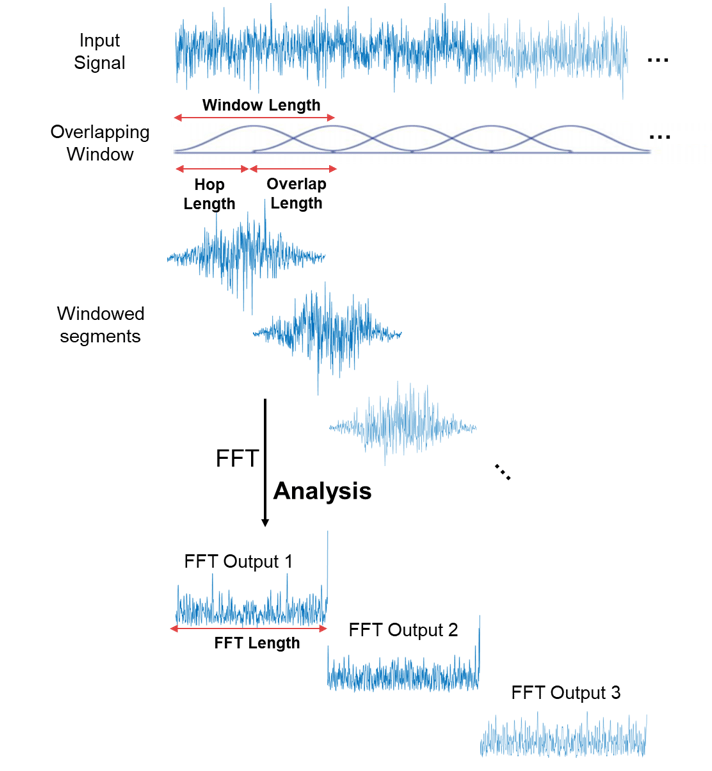 Input
Signal
...
Window Length
Overlapping
Window
...
Hop
Length
Overlap
Length
Windowed
segments
...
FFT
Analysis
FFT Output 1
FFT Length
FFT Output 2
FFT Output 3